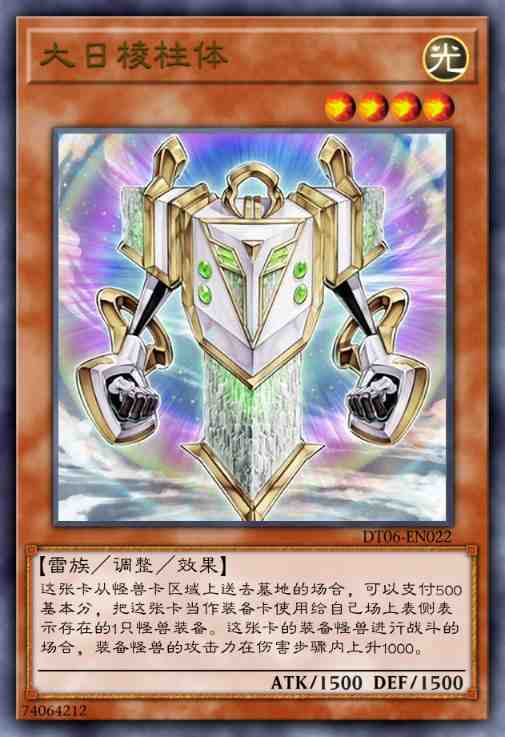 大日棱柱体
光
DT06-EN022
【雷族／调整／效果】
这张卡从怪兽卡区域上送去墓地的场合，可以支付500
基本分，把这张卡当作装备卡使用给自己场上表侧表
示存在的1只怪兽装备。这张卡的装备怪兽进行战斗的
场合，装备怪兽的攻击力在伤害步骤内上升1000。
ATK/1500 DEF/1500
74064212